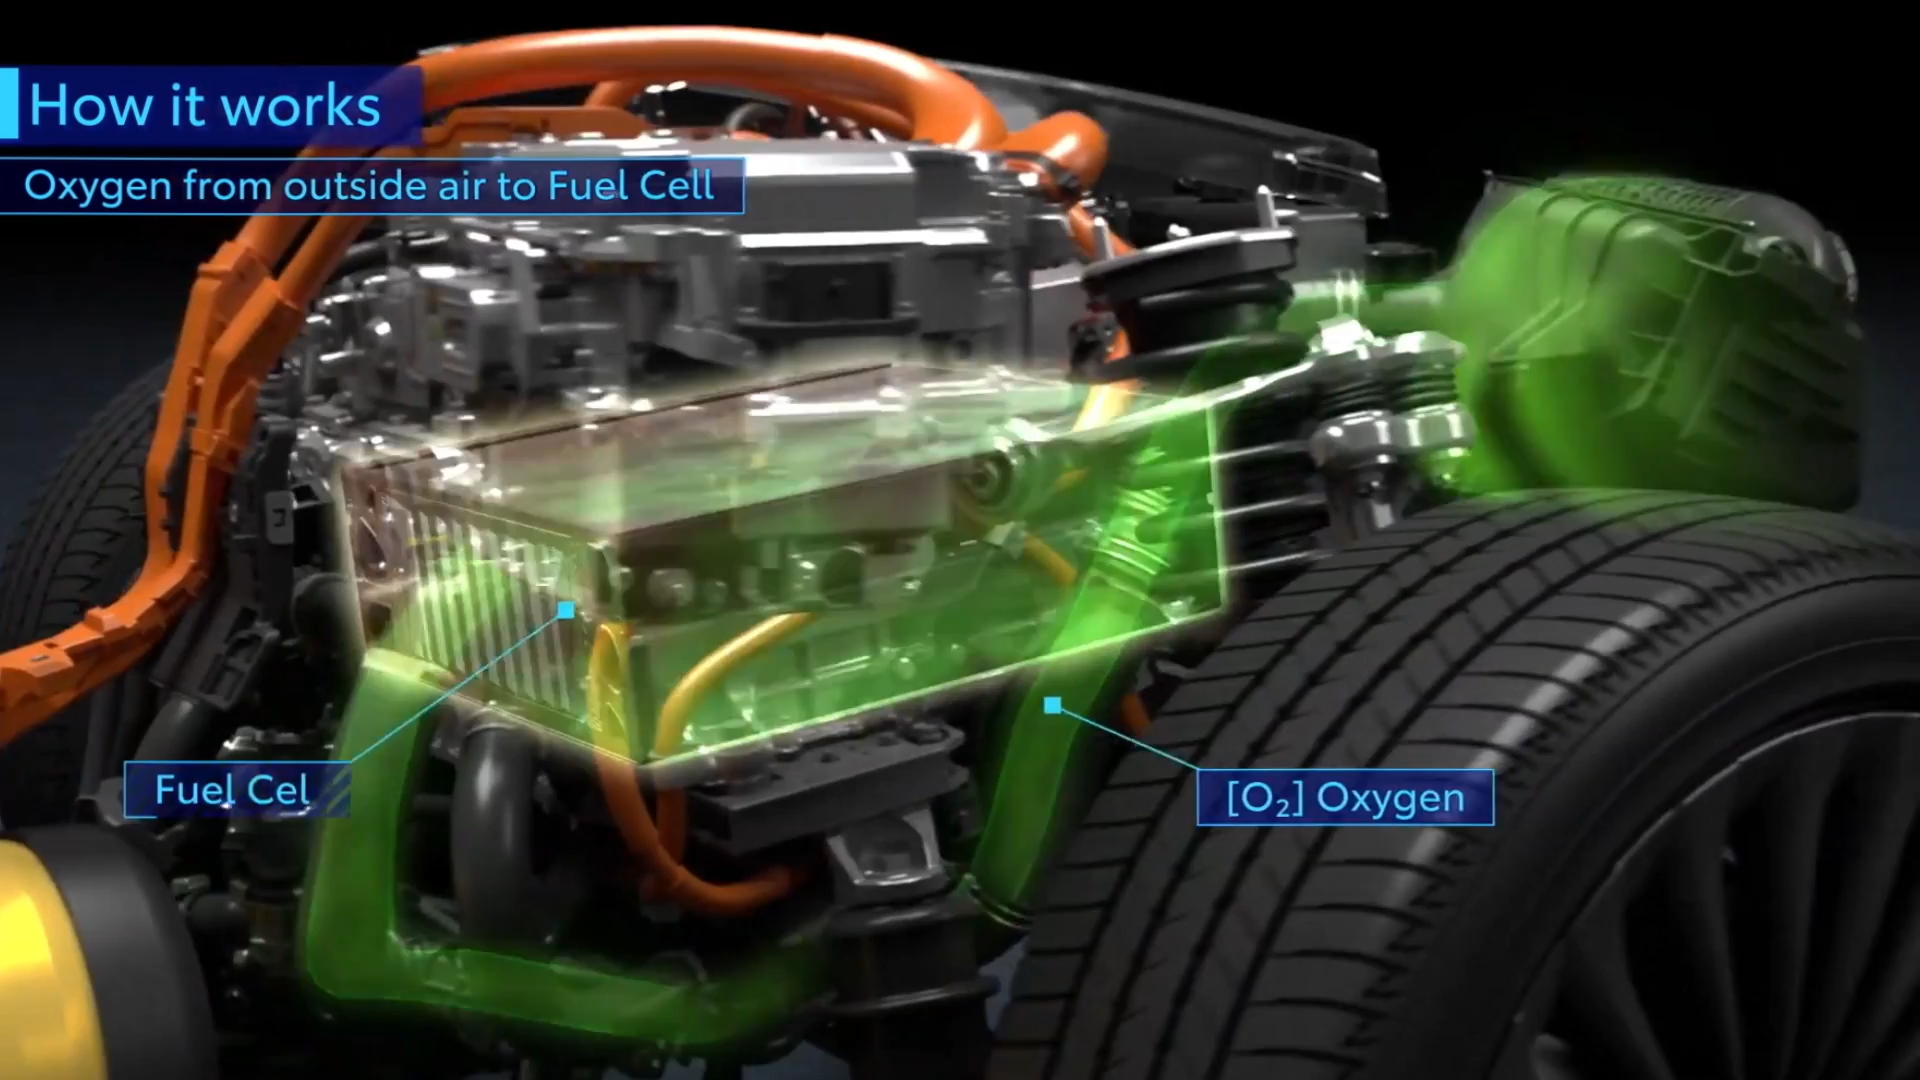 How it works
Oxygen from outside air to Fuel Cell
Fuel Cel
[O₂] Oxygen